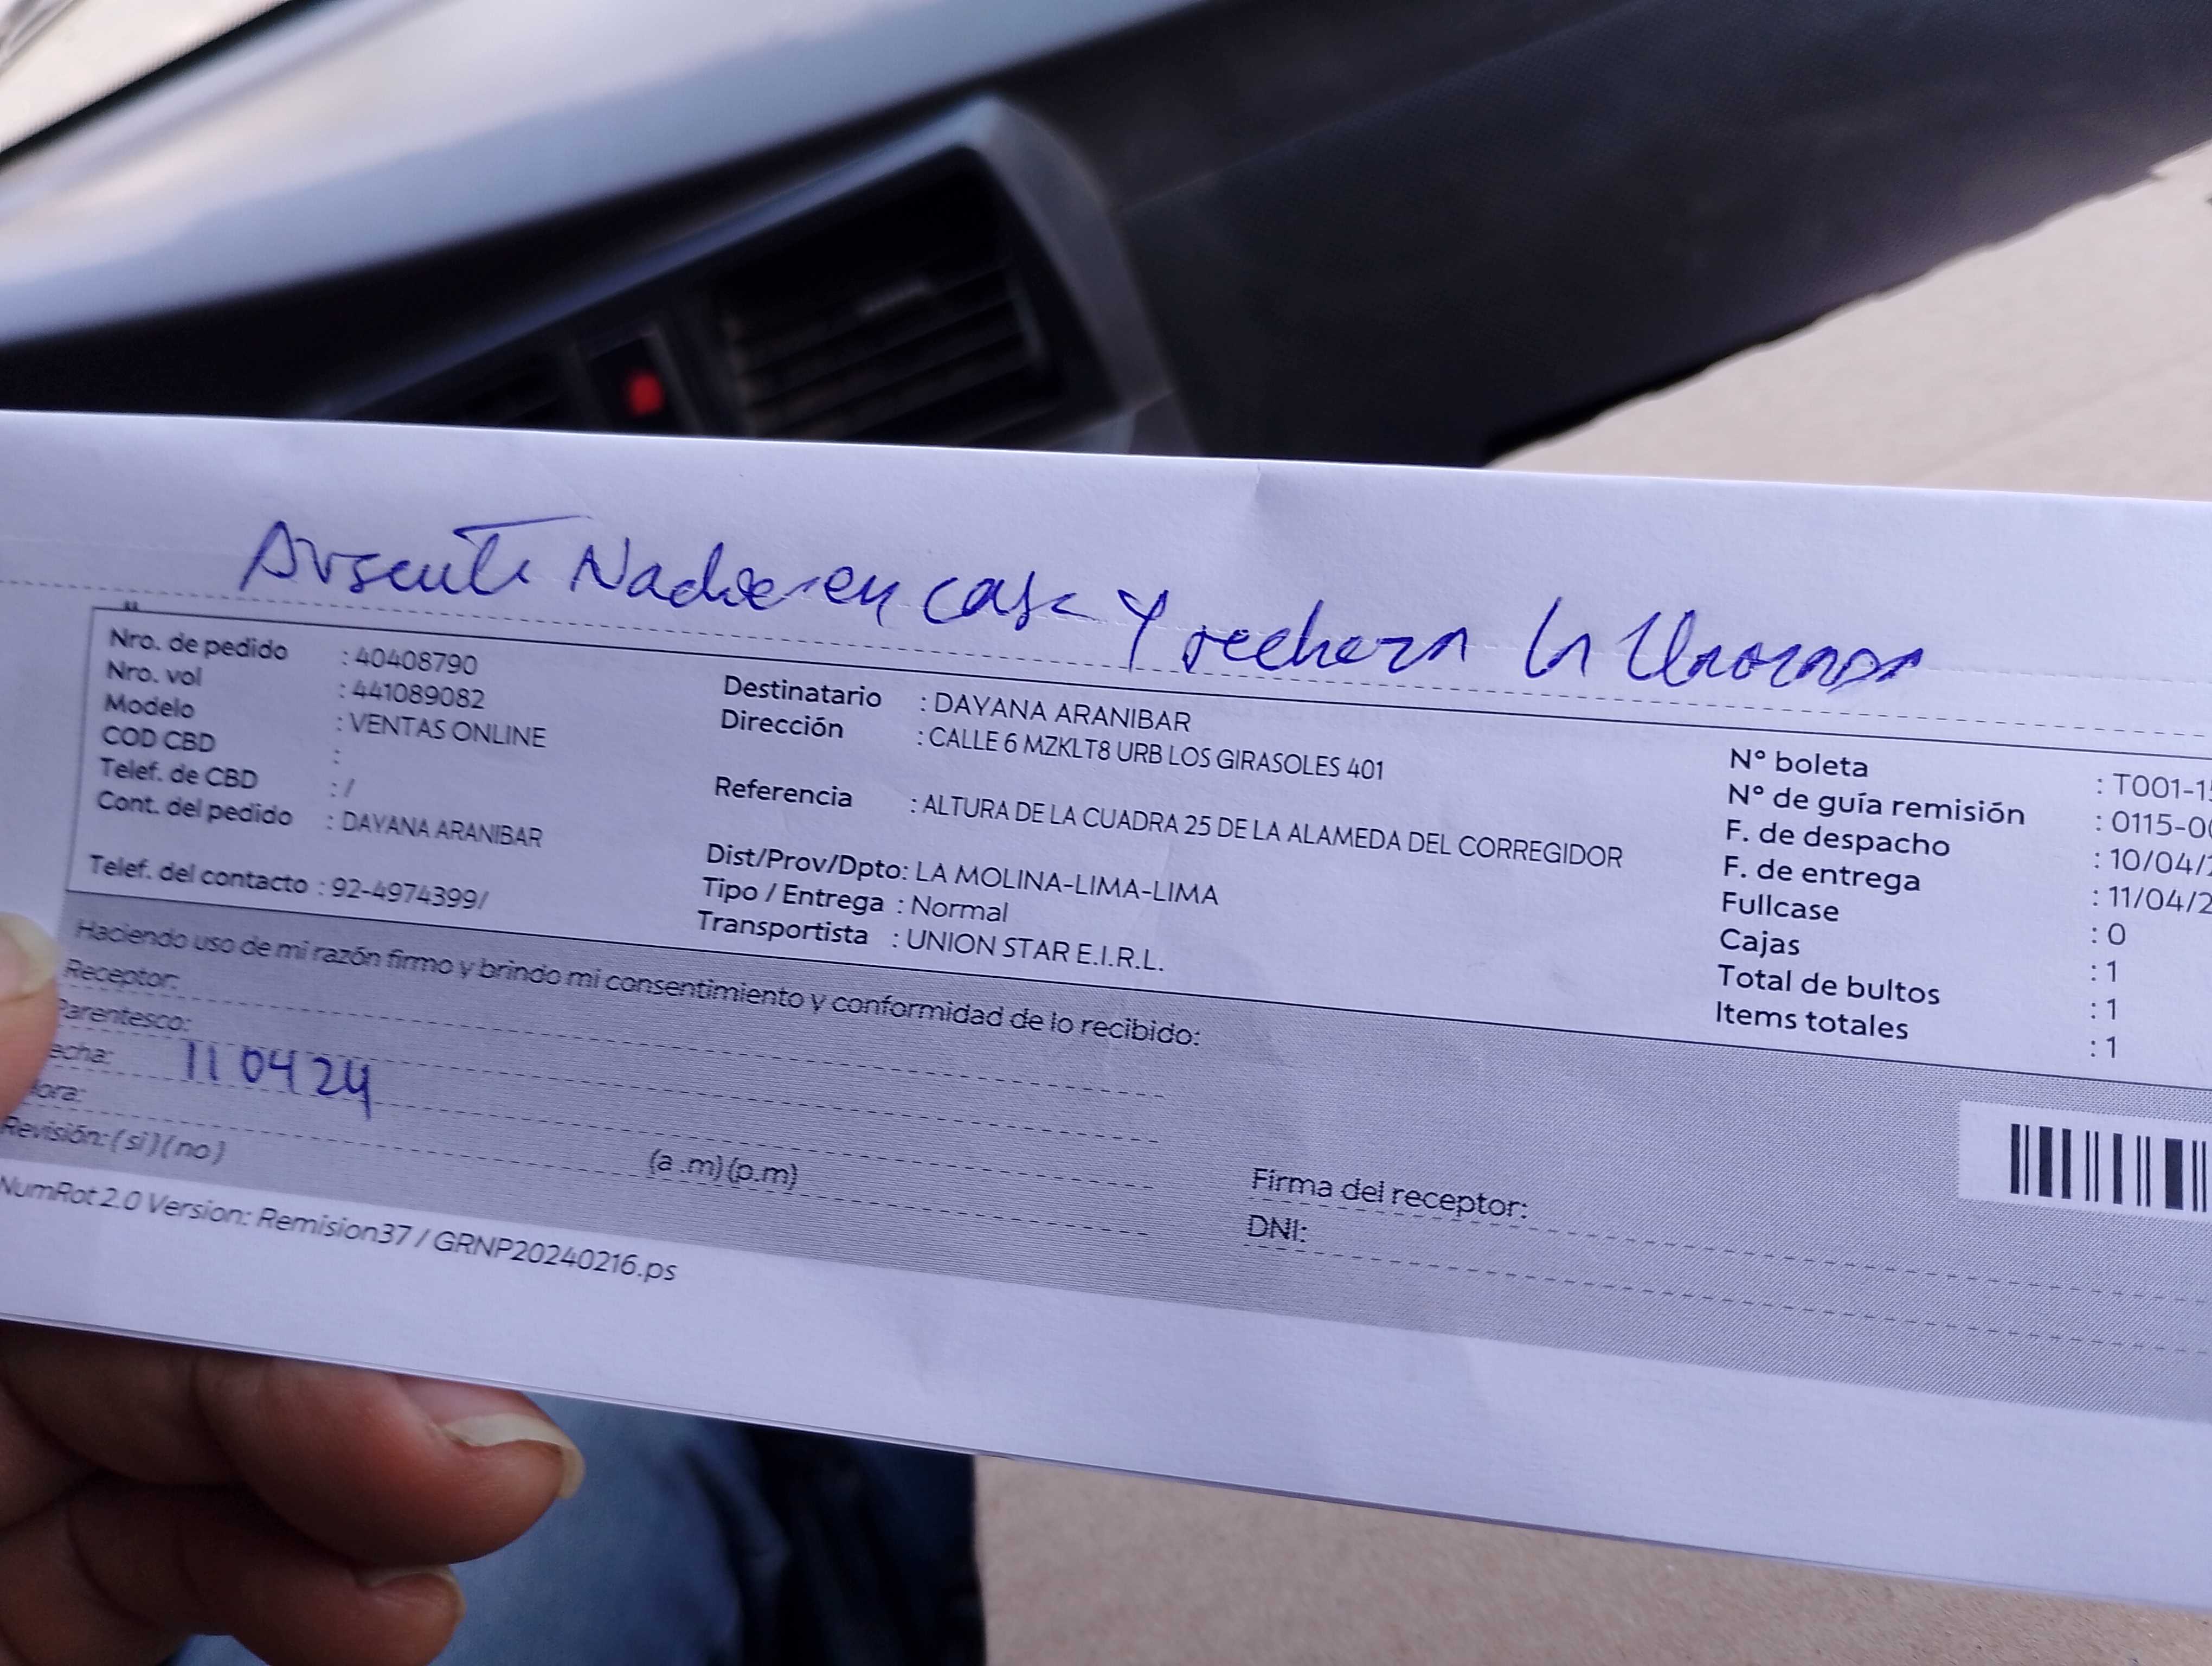 Ausente Nadie en casa y rechaza la llamada
Nro. de pedido : 40408790
Nro. vol : 441089082
Modelo : VENTAS ONLINE
COD CBD :
Telef. de CBD : /
Cont. del pedido : DAYANA ARANIBAR
Telef. del contacto : 92-4974399/
Destinatario : DAYANA ARANIBAR
Dirección : CALLE 6 MZKLT8 URB LOS GIRASOLES 401
Referencia : ALTURA DE LA CUADRA 25 DE LA ALAMEDA DEL CORREGIDOR
Dist/Prov/Dpto: LA MOLINA-LIMA-LIMA
Tipo / Entrega : Normal
Transportista : UNION STAR E.I.R.L.
N° boleta : T001-1
N° de guía remisión : 0115-0
F. de despacho : 10/04/
F. de entrega : 11/04/2
Fullcase : 0
Cajas : 1
Total de bultos : 1
Items totales : 1
Haciendo uso de mi razón firmo y brindo mi consentimiento y conformidad de lo recibido:
Receptor:
Parentesco:
echa: 11 04 24
ora: (a .m) (p.m)
Revisión: ( si ) ( no )
Firma del receptor:
DNI:
NumRot 2.0 Version: Remision37 / GRNP20240216.ps